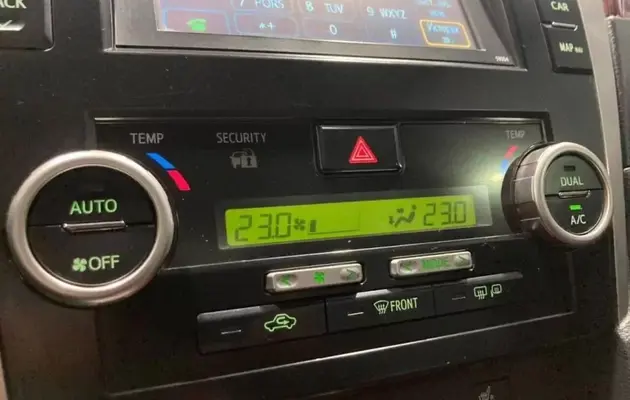 CAR
MAP
7 PQRS 8 TUV 9 WXYZ
*+ 0 #
TEMP
SECURITY
TEMP
AUTO
OFF
23.0
23.0
DUAL
A/C
MODE
FRONT